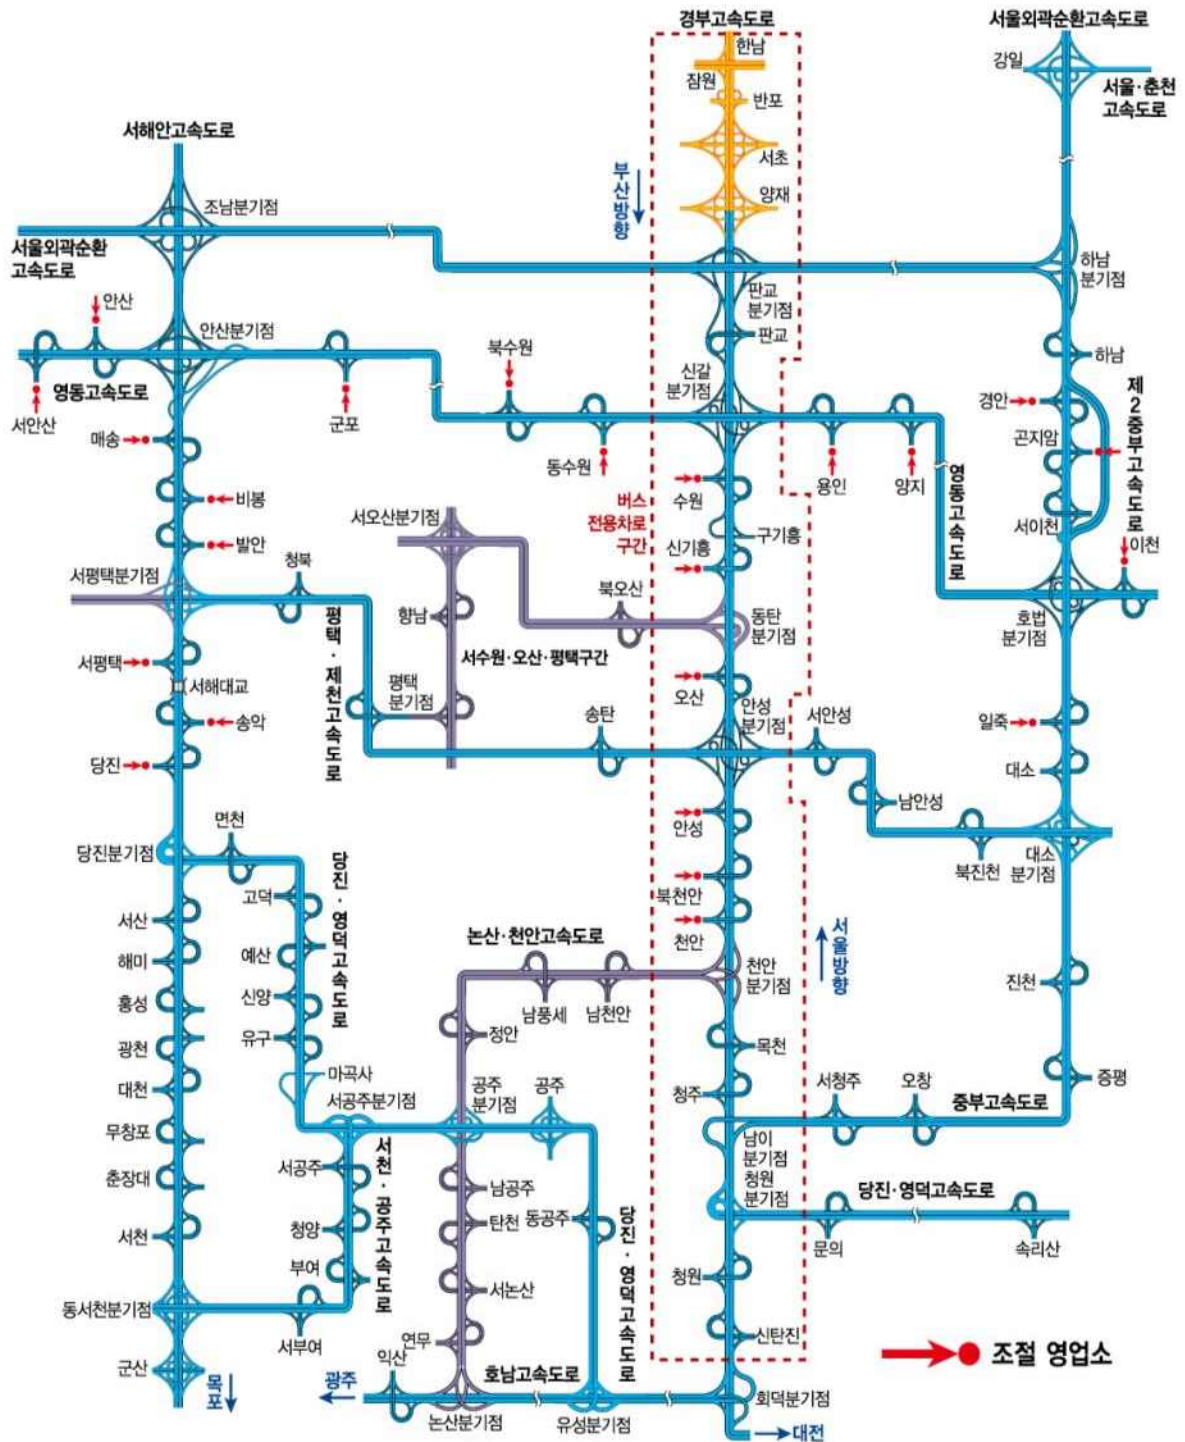 경부고속도로
서울외곽순환고속도로
한남
강일
잠원
서울·춘천
고속도로
반포
서해안고속도로
서초
부산방향
양재
조남분기점
서울외곽순환
고속도로
하남
분기점
판교
분기점
안산
안산분기점
판교
북수원
신갈
분기점
하남
영동고속도로
제2중부고속도로
경안
서안산
군포
매송
곤지암
동수원
용인
양지
영동고속도로
비봉
버스
전용차로
구간
수원
서오산분기점
구기흥
서이천
신기흥
이천
발안
청북
서평택분기점
북오산
평택·제천고속도로
향남
동탄
분기점
호법
분기점
서평택
서수원·오산·평택구간
서해대교
평택
분기점
오산
송탄
안성
분기점
서안성
송악
일죽
당진
대소
남안성
면천
안성
당진분기점
당진·영덕고속도로
북진천
대소
분기점
고덕
북천안
서산
논산·천안고속도로
천안
서울방향
해미
예산
천안
분기점
진천
홍성
신양
남풍세
남천안
정안
유구
광천
목천
마곡사
대천
서공주분기점
공주
분기점
공주
청주
서청주
오창
증평
중부고속도로
무창포
서천·공주고속도로
남이
분기점
서공주
춘장대
남공주
청원
분기점
당진·영덕고속도로
탄천
동공주
당진·영덕고속도로
서천
청양
문의
속리산
부여
청원
서논산
동서천분기점
서부여
연무
신탄진
조절 영업소
군산
익산
목포
광주
호남고속도로
회덕분기점
논산분기점
유성분기점
대전